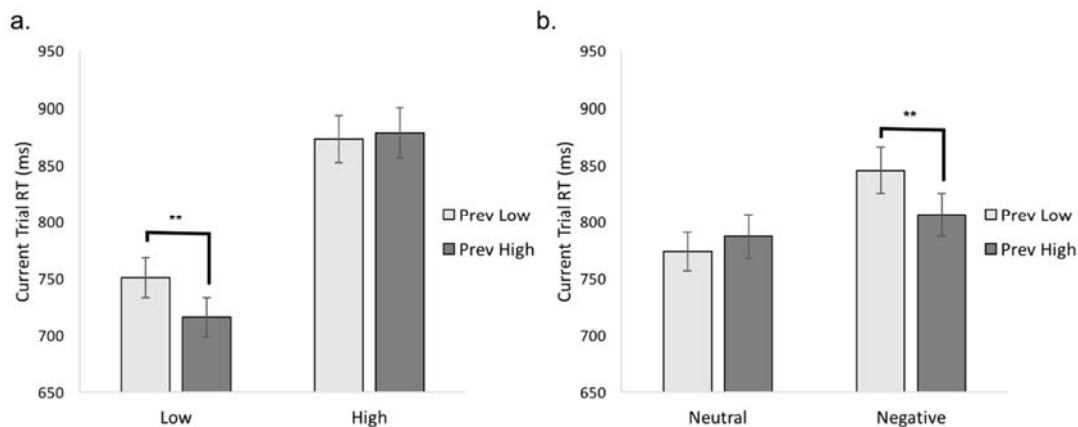 a.
950
900
850
800
750
700
650
Current Trial RT (ms)
**
Low
High
Prev Low
Prev High
b.
950
900
850
800
750
700
650
Current Trial RT (ms)
**
Neutral
Negative
Prev Low
Prev High